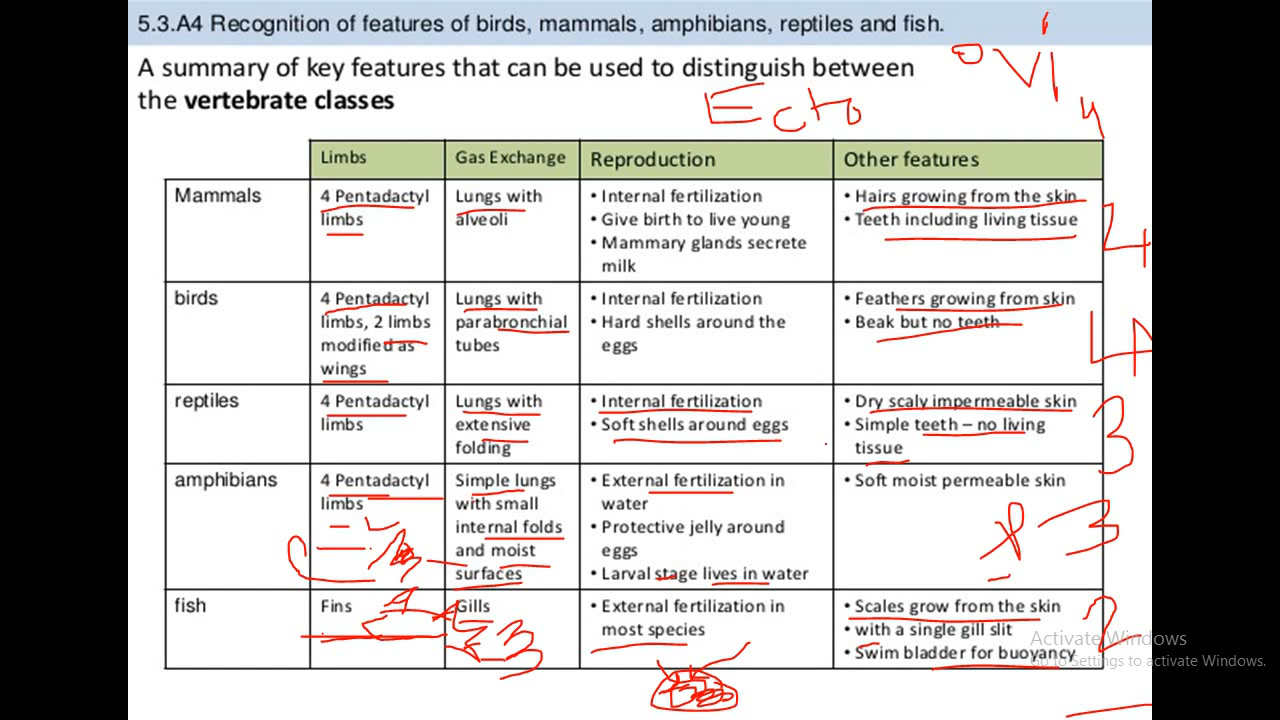 5.3.A4 Recognition of features of birds, mammals, amphibians, reptiles and fish.
A summary of key features that can be used to distinguish between
the vertebrate classes
Ecto
Limbs
Gas Exchange
Reproduction
Other features
Mammals
4 Pentadactyl
limbs
Lungs with
alveoli
• Internal fertilization
• Give birth to live young
• Mammary glands secrete
milk
• Hairs growing from the skin
• Teeth including living tissue
4
birds
4 Pentadactyl
limbs, 2 limbs
modified as
wings
Lungs with
parabronchial
tubes
• Internal fertilization
• Hard shells around the
eggs
• Feathers growing from skin
• Beak but no teeth
4
reptiles
4 Pentadactyl
limbs
Lungs with
extensive
folding
• Internal fertilization
• Soft shells around eggs
• Dry scaly impermeable skin
• Simple teeth – no living
tissue
3
amphibians
4 Pentadactyl
limbs
Simple lungs
with small
internal folds
and moist
surfaces
• External fertilization in
water
• Protective jelly around
eggs
• Larval stage lives in water
• Soft moist permeable skin
3
fish
Fins
Gills
• External fertilization in
most species
• Scales grow from the skin
• with a single gill slit
• Swim bladder for buoyancy
2
3
Activate Windows
Go to Settings to activate Windows.